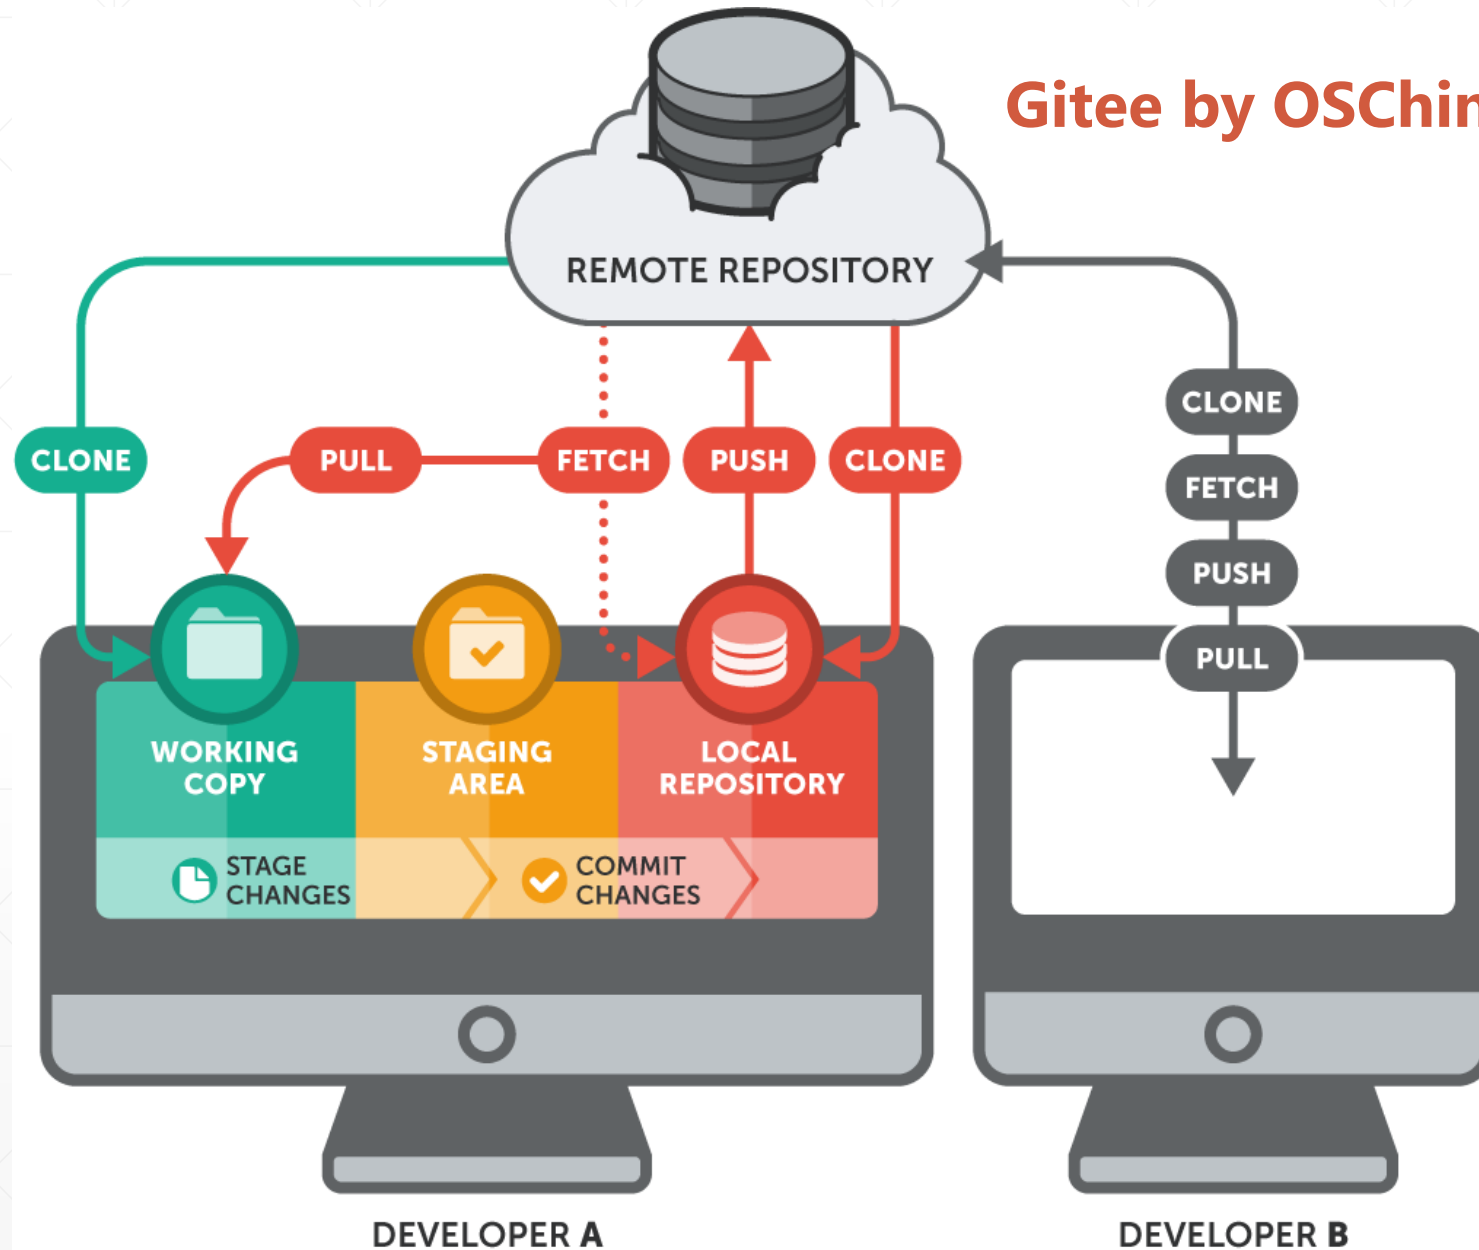 Gitee by OSChin
REMOTE REPOSITORY
CLONE
PULL
FETCH
PUSH
CLONE
CLONE
FETCH
PUSH
PULL
WORKING
COPY
STAGING
AREA
LOCAL
REPOSITORY
STAGE
CHANGES
COMMIT
CHANGES
DEVELOPER A
DEVELOPER B